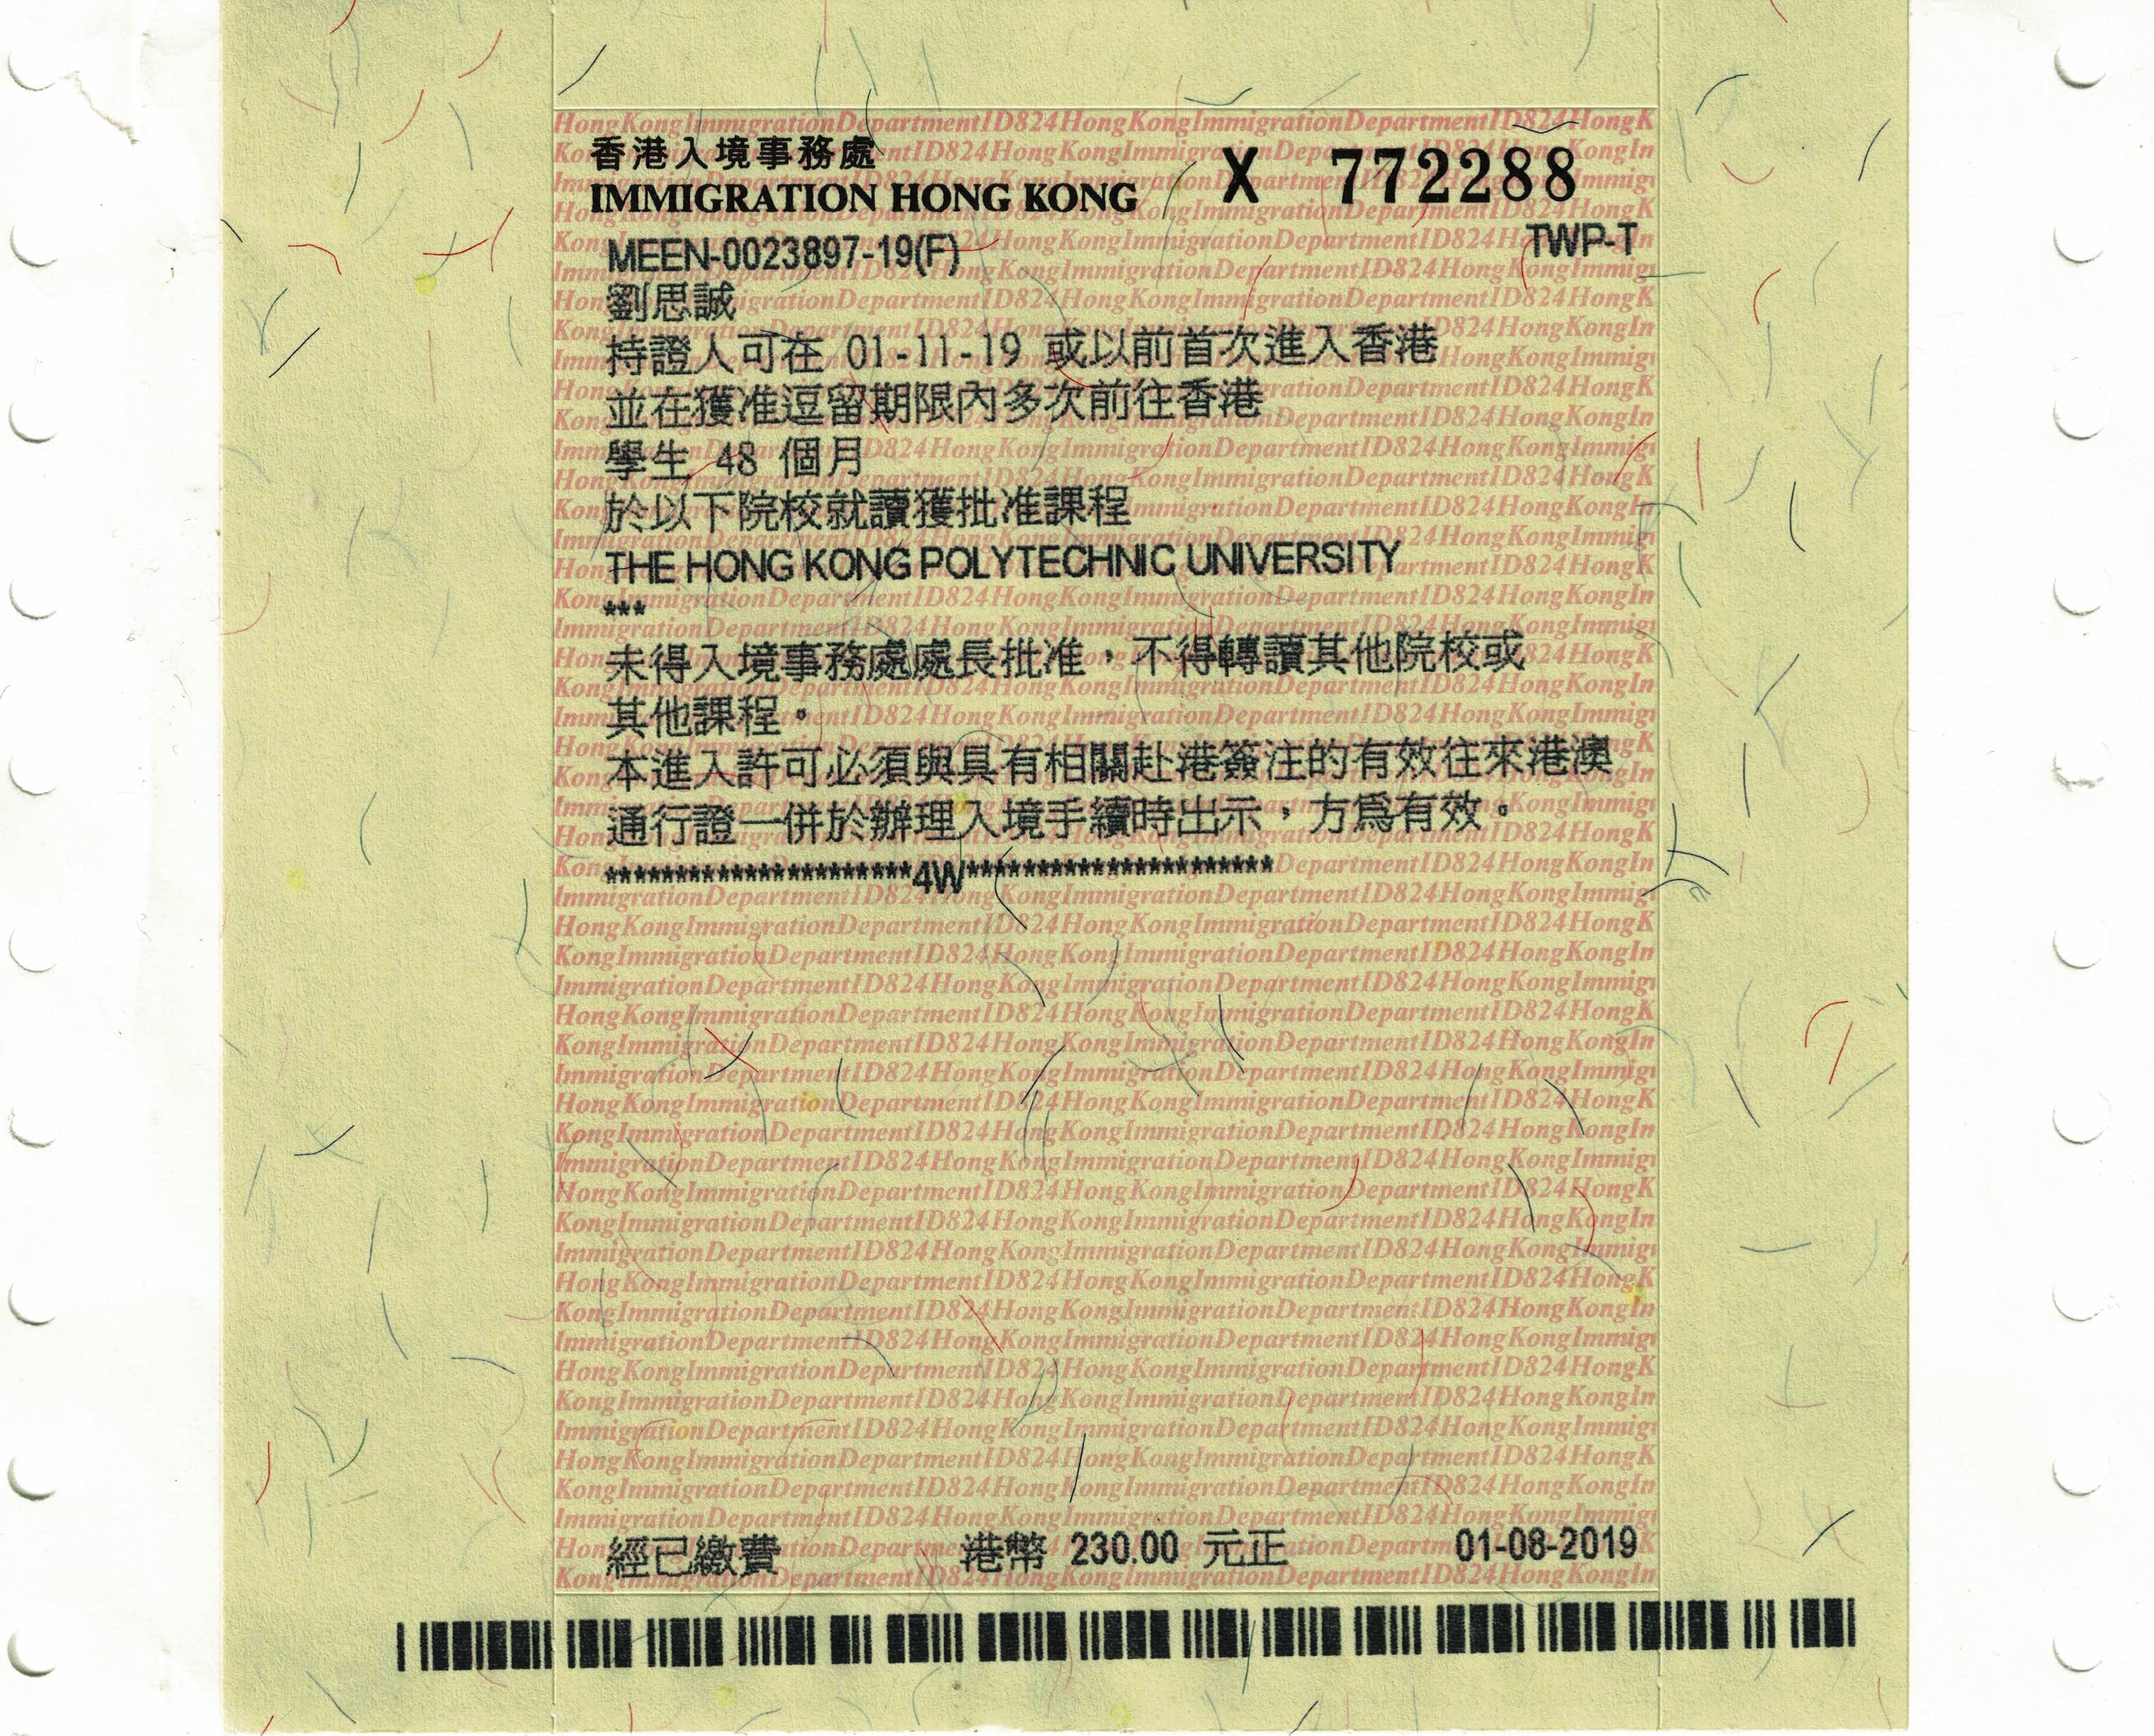 香港入境事務處
IMMIGRATION HONG KONG
X 772288
MEEN-0023897-19(F)
TWP-T
劉思誠
持證人可在 01-11-19 或以前首次進入香港
並在獲准逗留期限內多次前往香港
學生 48 個月
於以下院校就讀獲批准課程
THE HONG KONG POLYTECHNIC UNIVERSITY
***
未得入境事務處處長批准，不得轉讀其他院校或
其他課程。
本進入許可必須與具有相關赴港簽注的有效往來港澳
通行證一併於辦理入境手續時出示，方為有效。
**********************4W**********************
經已繳費 港幣 230.00 元正 01-08-2019